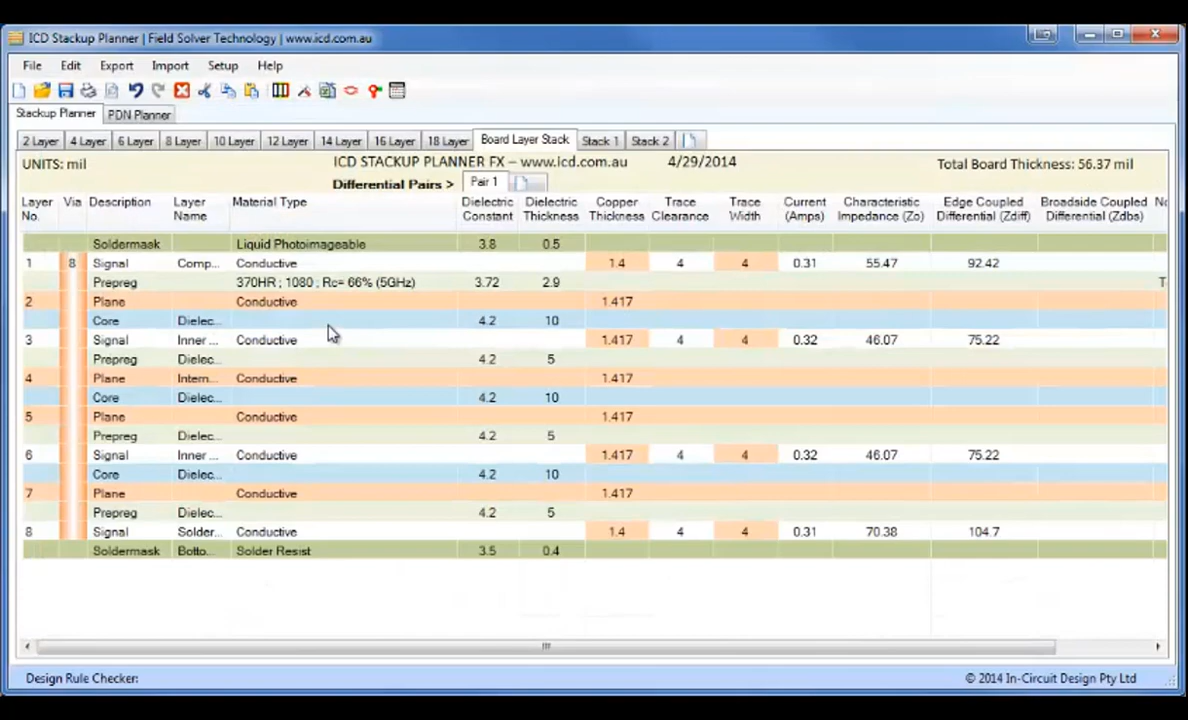 ICD Stackup Planner | Field Solver Technology | www.icd.com.au
File Edit Export Import Setup Help
Stackup Planner PDN Planner
2 Layer 4 Layer 6 Layer 8 Layer 10 Layer 12 Layer 14 Layer 16 Layer 18 Layer Board Layer Stack Stack 1 Stack 2
UNITS: mil ICD STACKUP PLANNER FX – www.icd.com.au 4/29/2014 Total Board Thickness: 56.37 mil
Differential Pairs > Pair 1
Layer No. Via Description Layer Name Material Type Dielectric Constant Dielectric Thickness Copper Thickness Trace Clearance Trace Width Current (Amps) Characteristic Impedance (Zo) Edge Coupled Differential (Zdiff) Broadside Coupled Differential (Zdbs) No
Soldermask Liquid Photoimageable 3.8 0.5
1 8 Signal Comp... Conductive 1.4 4 4 0.31 55.47 92.42
Prepreg 370HR ; 1080 ; Rc= 66% (5GHz) 3.72 2.9 T
2 Plane Conductive 1.417
Core Dielec... 4.2 10
3 Signal Inner ... Conductive 1.417 4 4 0.32 46.07 75.22
Prepreg Dielec... 4.2 5
4 Plane Intern... Conductive 1.417
Core Dielec... 4.2 10
5 Plane Conductive 1.417
Prepreg Dielec... 4.2 5
6 Signal Inner ... Conductive 1.417 4 4 0.32 46.07 75.22
Core Dielec... 4.2 10
7 Plane Conductive 1.417
Prepreg Dielec... 4.2 5
8 Signal Solder... Conductive 1.4 4 4 0.31 70.38 104.7
Soldermask Botto... Solder Resist 3.5 0.4
Design Rule Checker: © 2014 In-Circuit Design Pty Ltd